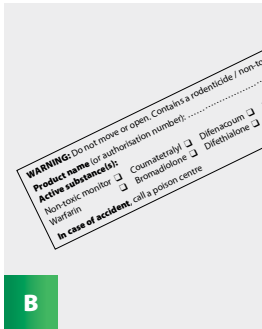 WARNING: Do not move or open. Contains a rodenticide / non-to
Product name (or authorisation number): ........................
Active substance(s):
Non-toxic monitor ❏ Coumatetralyl ❏ Difenacoum ❏
Warfarin ❏ Bromadiolone ❏ Difethialone ❏
In case of accident, call a poison centre
B